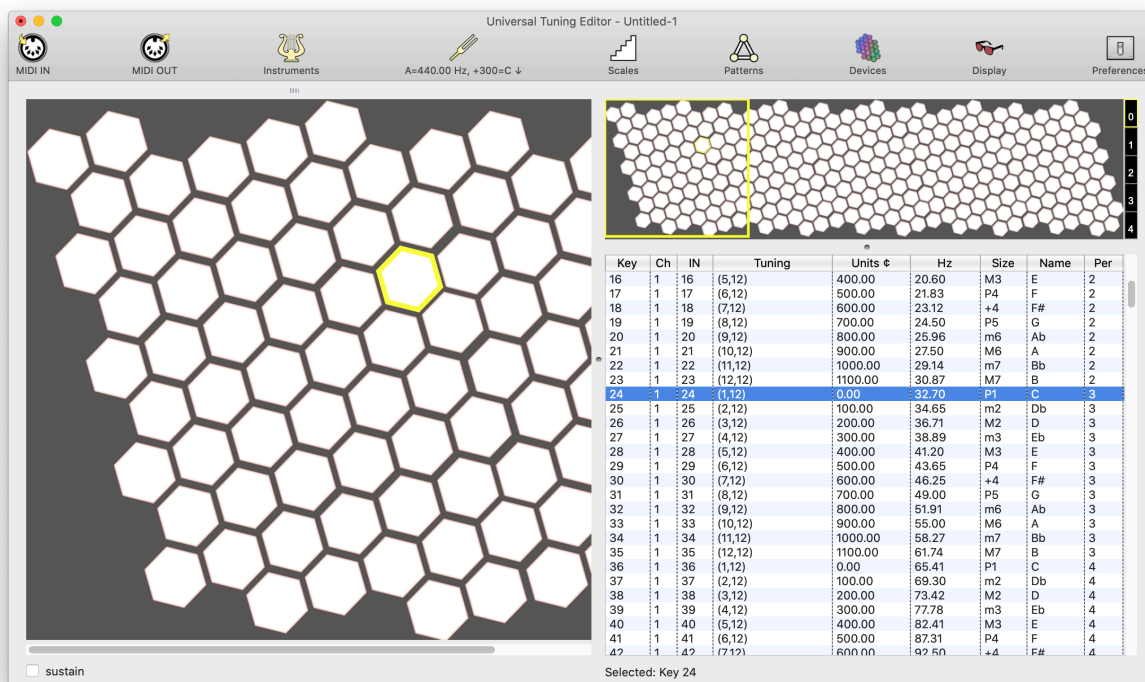 Universal Tuning Editor - Untitled-1
MIDI IN MIDI OUT Instruments A=440.00 Hz, +300=C ↓ Scales Patterns Devices Display Preferences
0
1
2
3
4
Key Ch IN Tuning Units ¢ Hz Size Name Per
16 1 16 (5,12) 400.00 20.60 M3 E 2
17 1 17 (6,12) 500.00 21.83 P4 F 2
18 1 18 (7,12) 600.00 23.12 +4 F# 2
19 1 19 (8,12) 700.00 24.50 P5 G 2
20 1 20 (9,12) 800.00 25.96 m6 Ab 2
21 1 21 (10,12) 900.00 27.50 M6 A 2
22 1 22 (11,12) 1000.00 29.14 m7 Bb 2
23 1 23 (12,12) 1100.00 30.87 M7 B 2
24 1 24 (1,12) 0.00 32.70 P1 C 3
25 1 25 (2,12) 100.00 34.65 m2 Db 3
26 1 26 (3,12) 200.00 36.71 M2 D 3
27 1 27 (4,12) 300.00 38.89 m3 Eb 3
28 1 28 (5,12) 400.00 41.20 M3 E 3
29 1 29 (6,12) 500.00 43.65 P4 F 3
30 1 30 (7,12) 600.00 46.25 +4 F# 3
31 1 31 (8,12) 700.00 49.00 P5 G 3
32 1 32 (9,12) 800.00 51.91 m6 Ab 3
33 1 33 (10,12) 900.00 55.00 M6 A 3
34 1 34 (11,12) 1000.00 58.27 m7 Bb 3
35 1 35 (12,12) 1100.00 61.74 M7 B 3
36 1 36 (1,12) 0.00 65.41 P1 C 4
37 1 37 (2,12) 100.00 69.30 m2 Db 4
38 1 38 (3,12) 200.00 73.42 M2 D 4
39 1 39 (4,12) 300.00 77.78 m3 Eb 4
40 1 40 (5,12) 400.00 82.41 M3 E 4
41 1 41 (6,12) 500.00 87.31 P4 F 4
42 1 42 (7,12) 600.00 92.50 +4 F# 4
sustain
Selected: Key 24